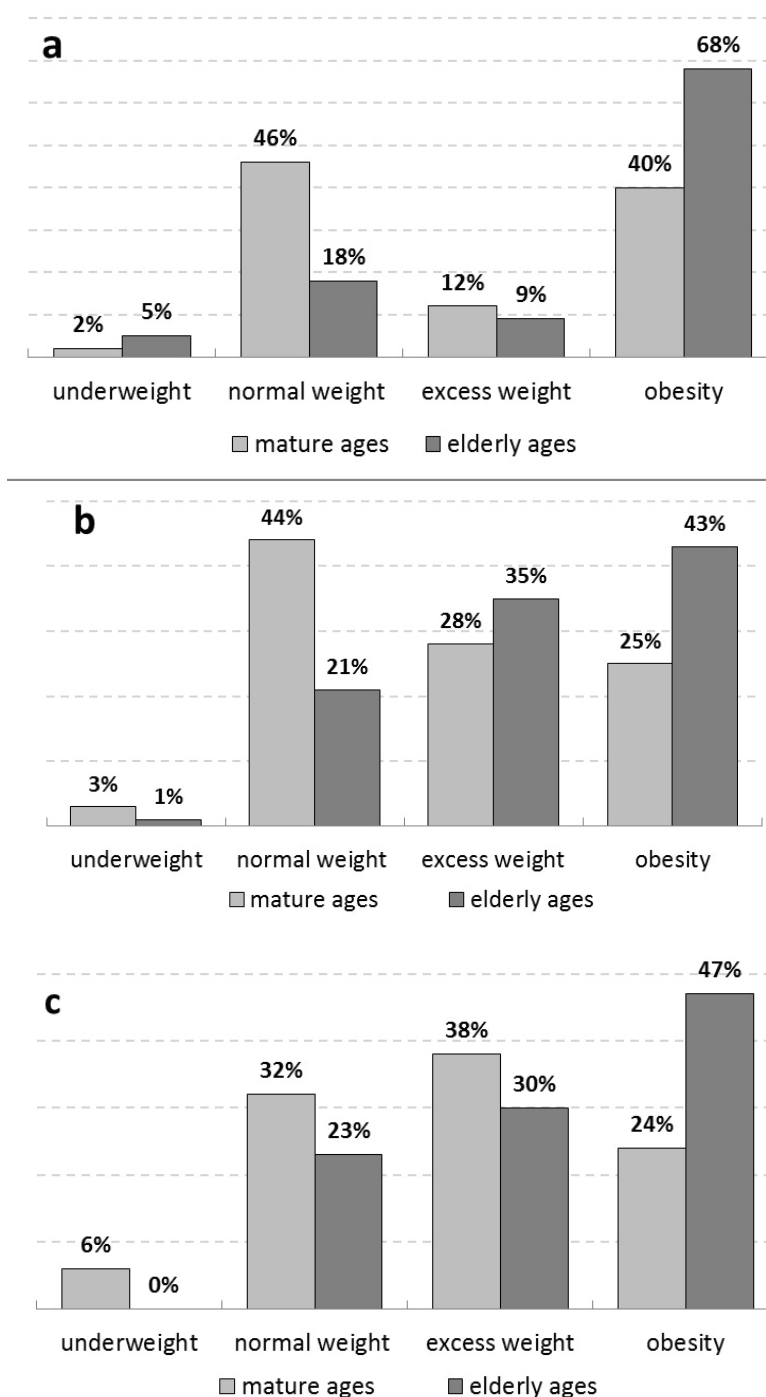 a
68%
46%
40%
18%
12%
9%
5%
2%
underweight normal weight excess weight obesity
mature ages elderly ages
b
44%
43%
35%
28%
25%
21%
3%
1%
underweight normal weight excess weight obesity
mature ages elderly ages
c
47%
38%
32%
30%
24%
23%
6%
0%
underweight normal weight excess weight obesity
mature ages elderly ages